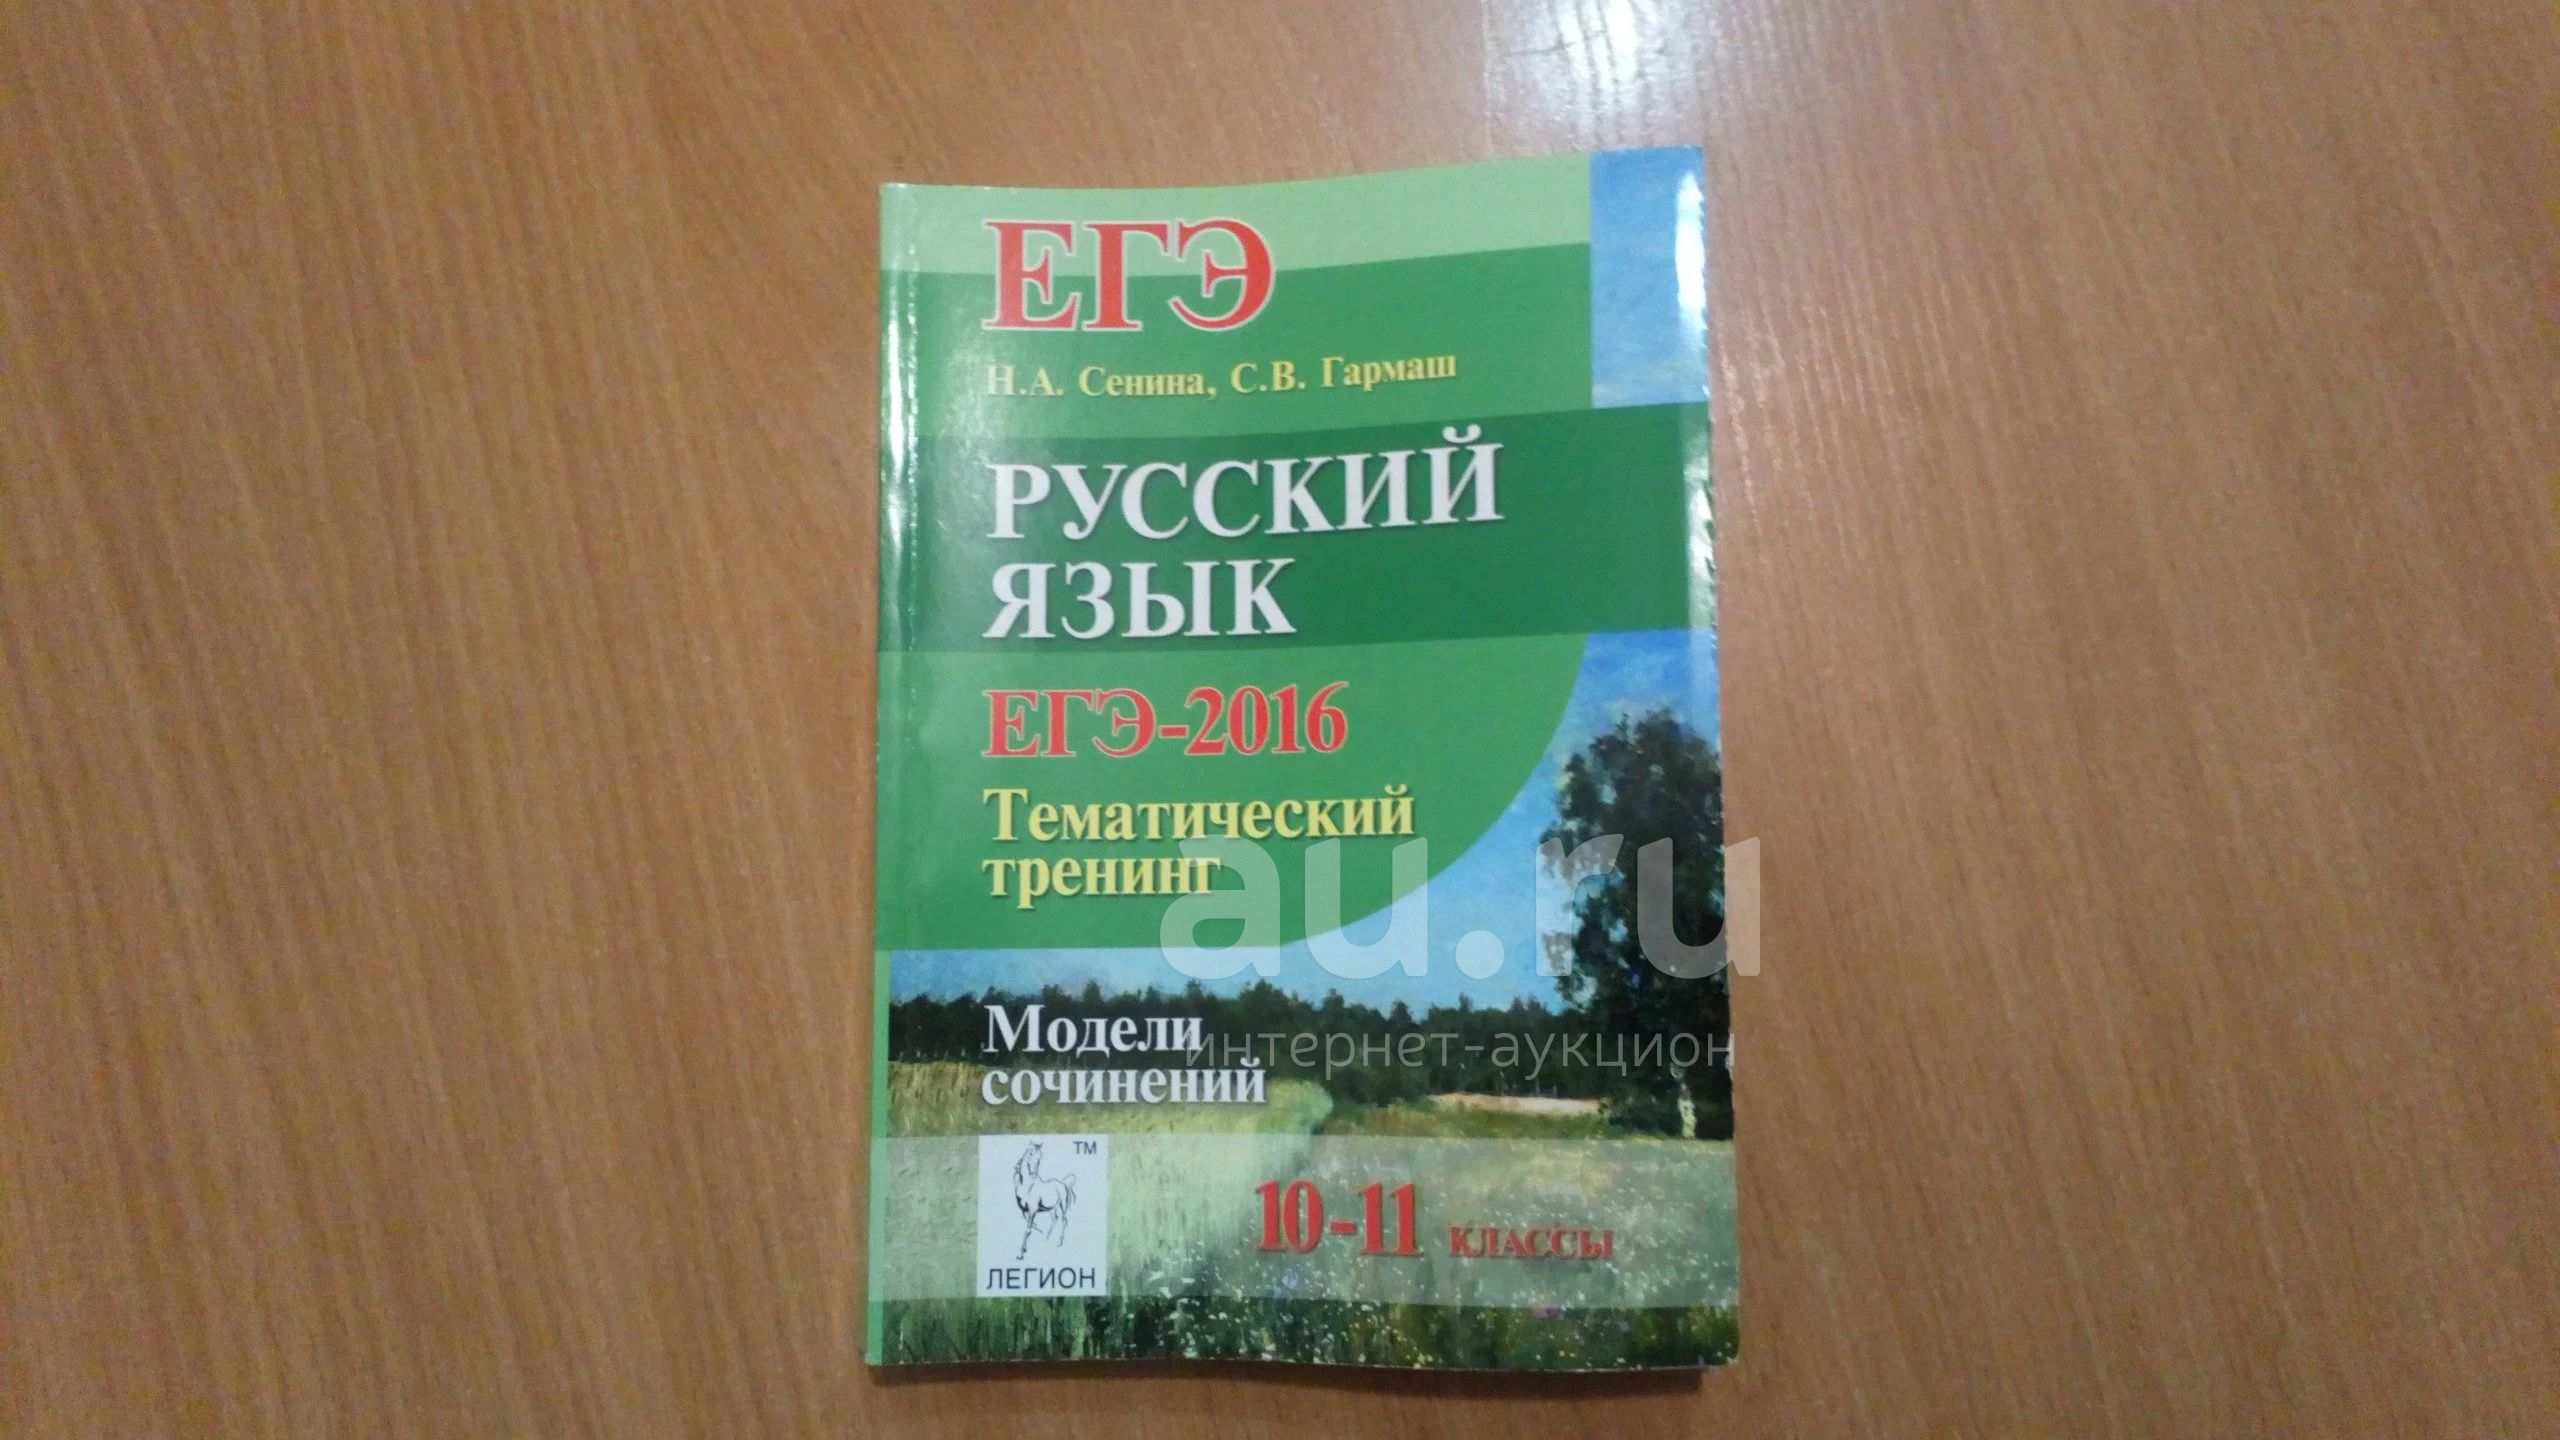 ЕГЭ
Н.А. Сенина, С.В. Гармаш
РУССКИЙ
ЯЗЫК
ЕГЭ-2016
Тематический
тренинг
au.ru
интернет-аукцион
Модели
сочинений
TM
ЛЕГИОН
10-11 КЛАССЫ